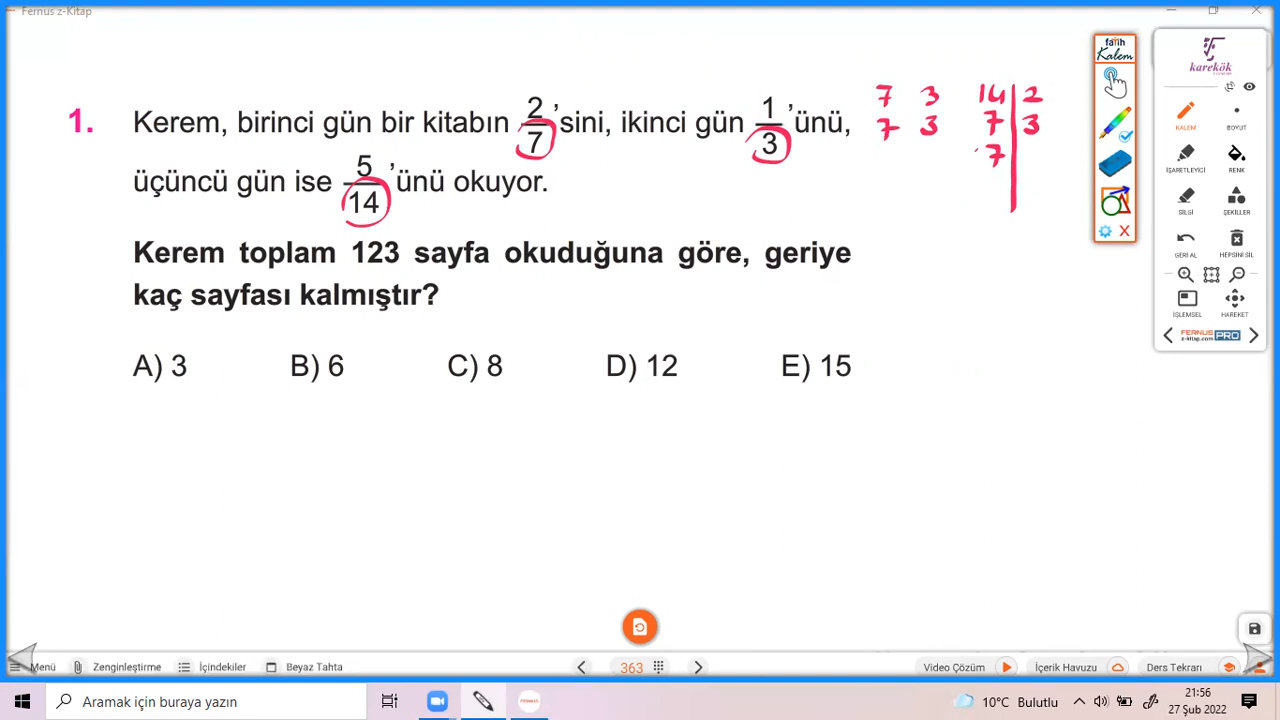 Fernus z-Kitap
1. Kerem, birinci gün bir kitabın 2/7'sini, ikinci gün 1/3'ünü,
üçüncü gün ise 5/14'ünü okuyor.
Kerem toplam 123 sayfa okuduğuna göre, geriye
kaç sayfası kalmıştır?
A) 3 B) 6 C) 8 D) 12 E) 15
7 3 14 2
7 3 7 3
7
fatih
Kalem
karekök
KALEM BOYUT
İŞARETLEYİCİ RENK
SİLGİ ŞEKİLLER
GERİ AL HEPSİNİ SİL
İŞLEMSEL HAREKET
FERNUS PRO
z-kitap.com
Menü Zenginleştirme İçindekiler Beyaz Tahta 363 Video Çözüm İçerik Havuzu Ders Tekrarı
Aramak için buraya yazın
FERNUS
10°C Bulutlu
21:56
27 Şub 2022